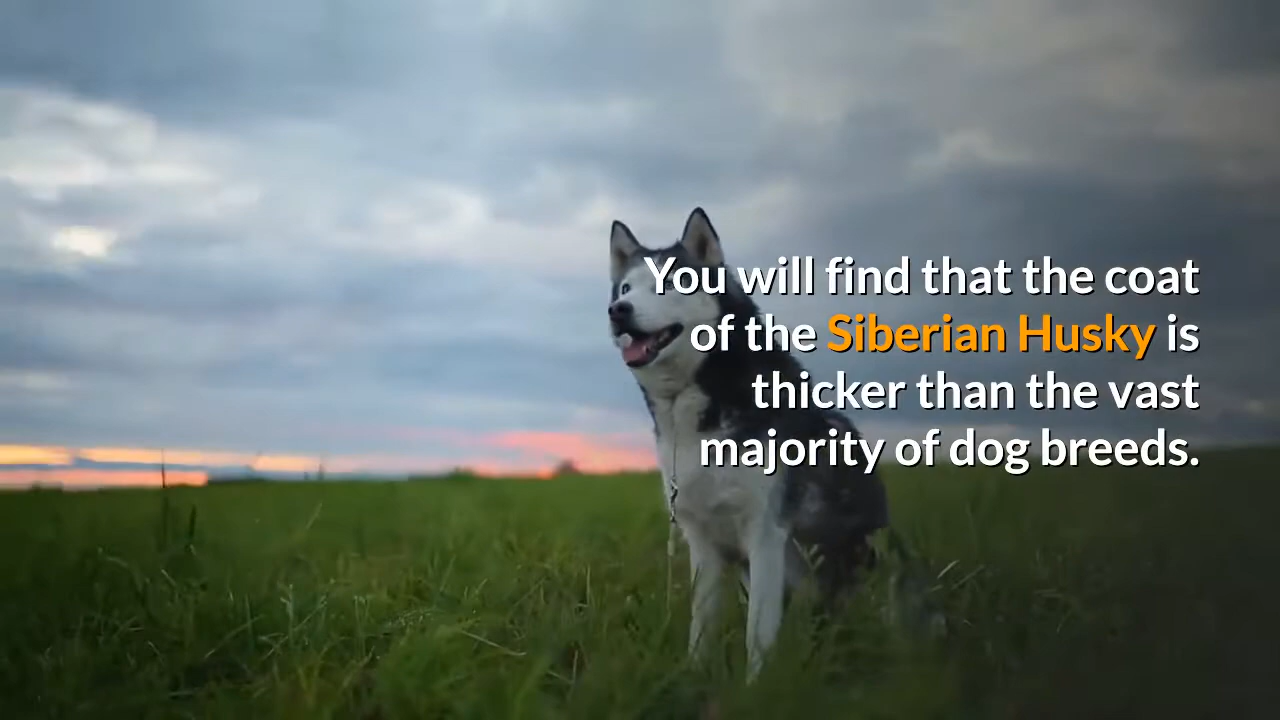 You will find that the coat
of the Siberian Husky is
thicker than the vast
majority of dog breeds.